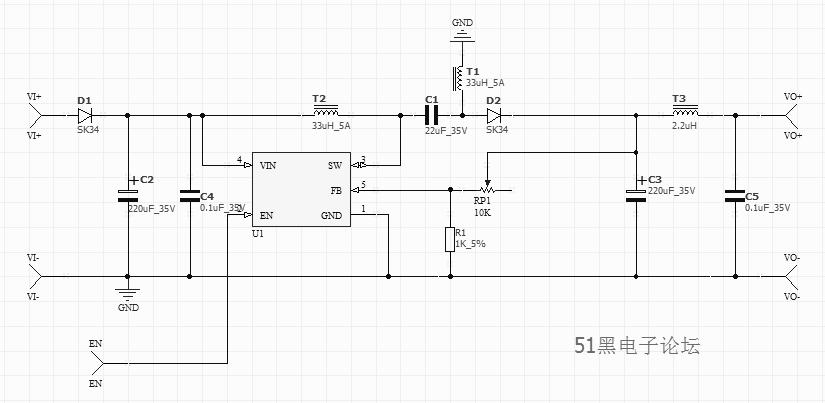 GND
T1
33uH_5A
VI+
VI+
D1
SK34
T2
33uH_5A
C1
22uF_35V
D2
SK34
T3
2.2uH
VO+
VO+
4
VIN
SW
3
C2
220uF_35V
C4
0.1uF_35V
FB
5
RP1
10K
C3
220uF_35V
C5
0.1uF_35V
2
EN
GND
1
U1
R1
1K_5%
VI-
VI-
GND
VO-
VO-
EN
EN
51黑电子论坛